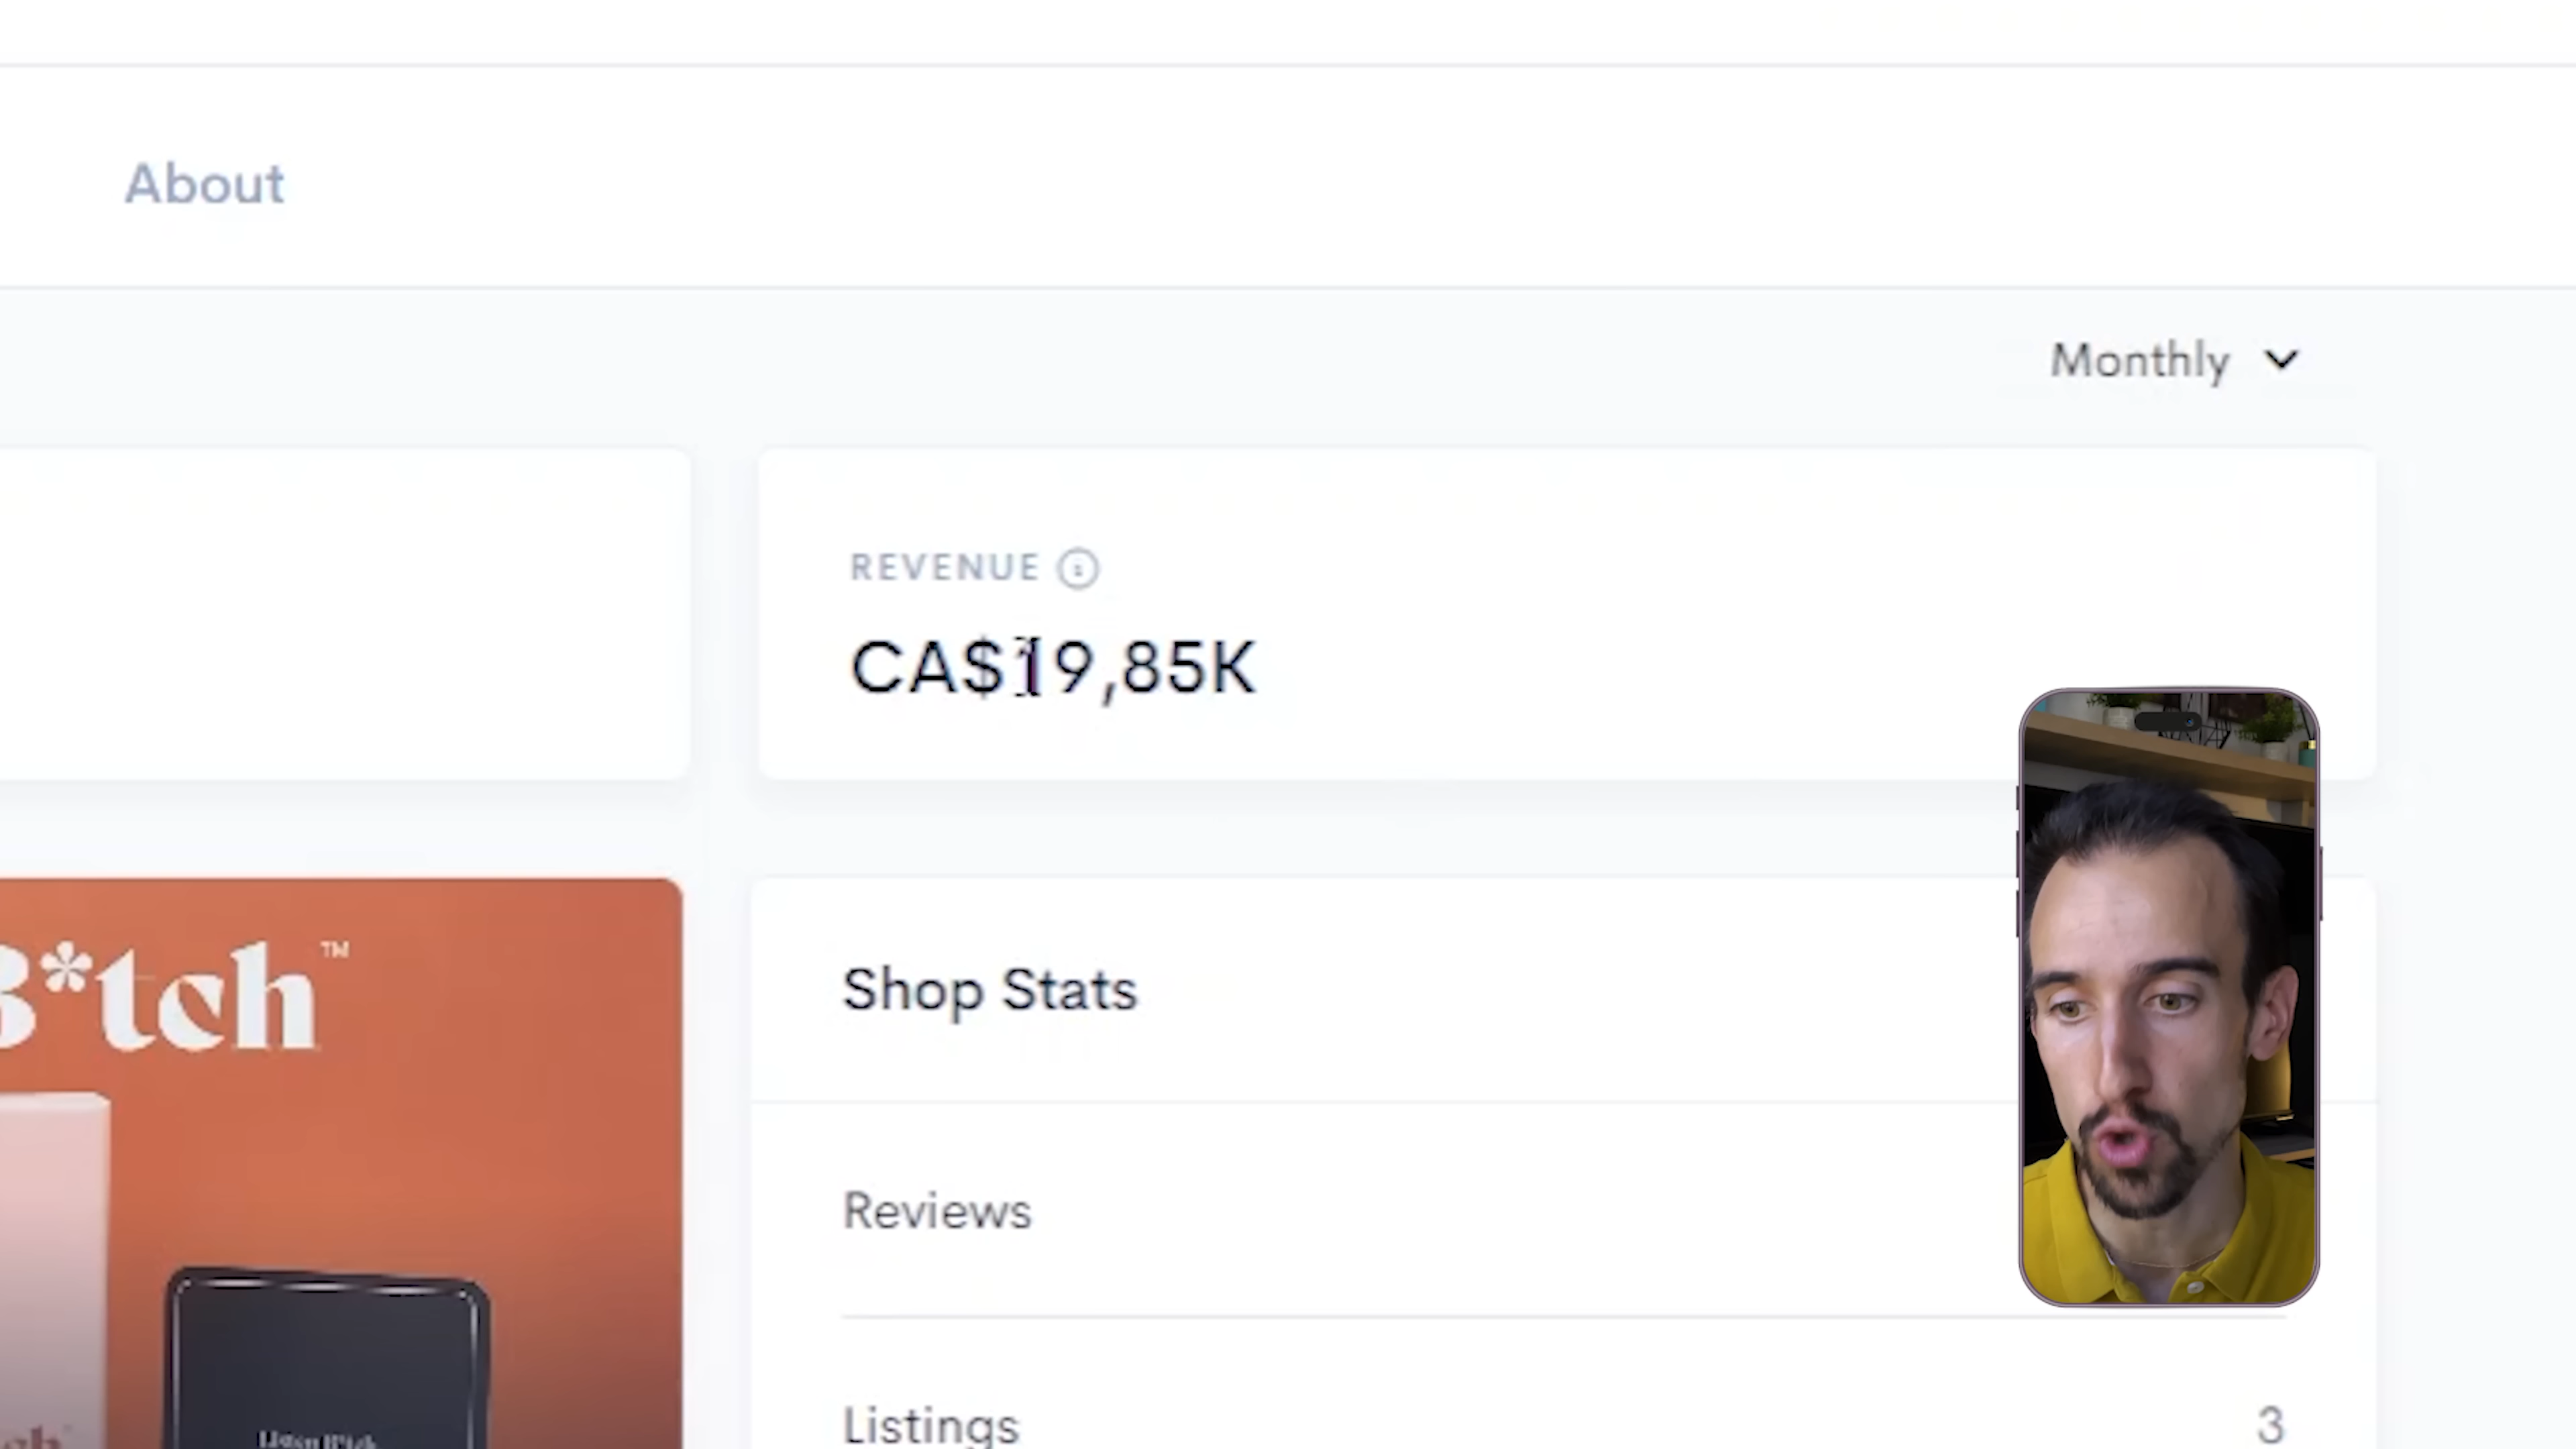 About
Monthly
REVENUE
CA$19,85K
B*tch™
Shop Stats
Reviews
Listings
3